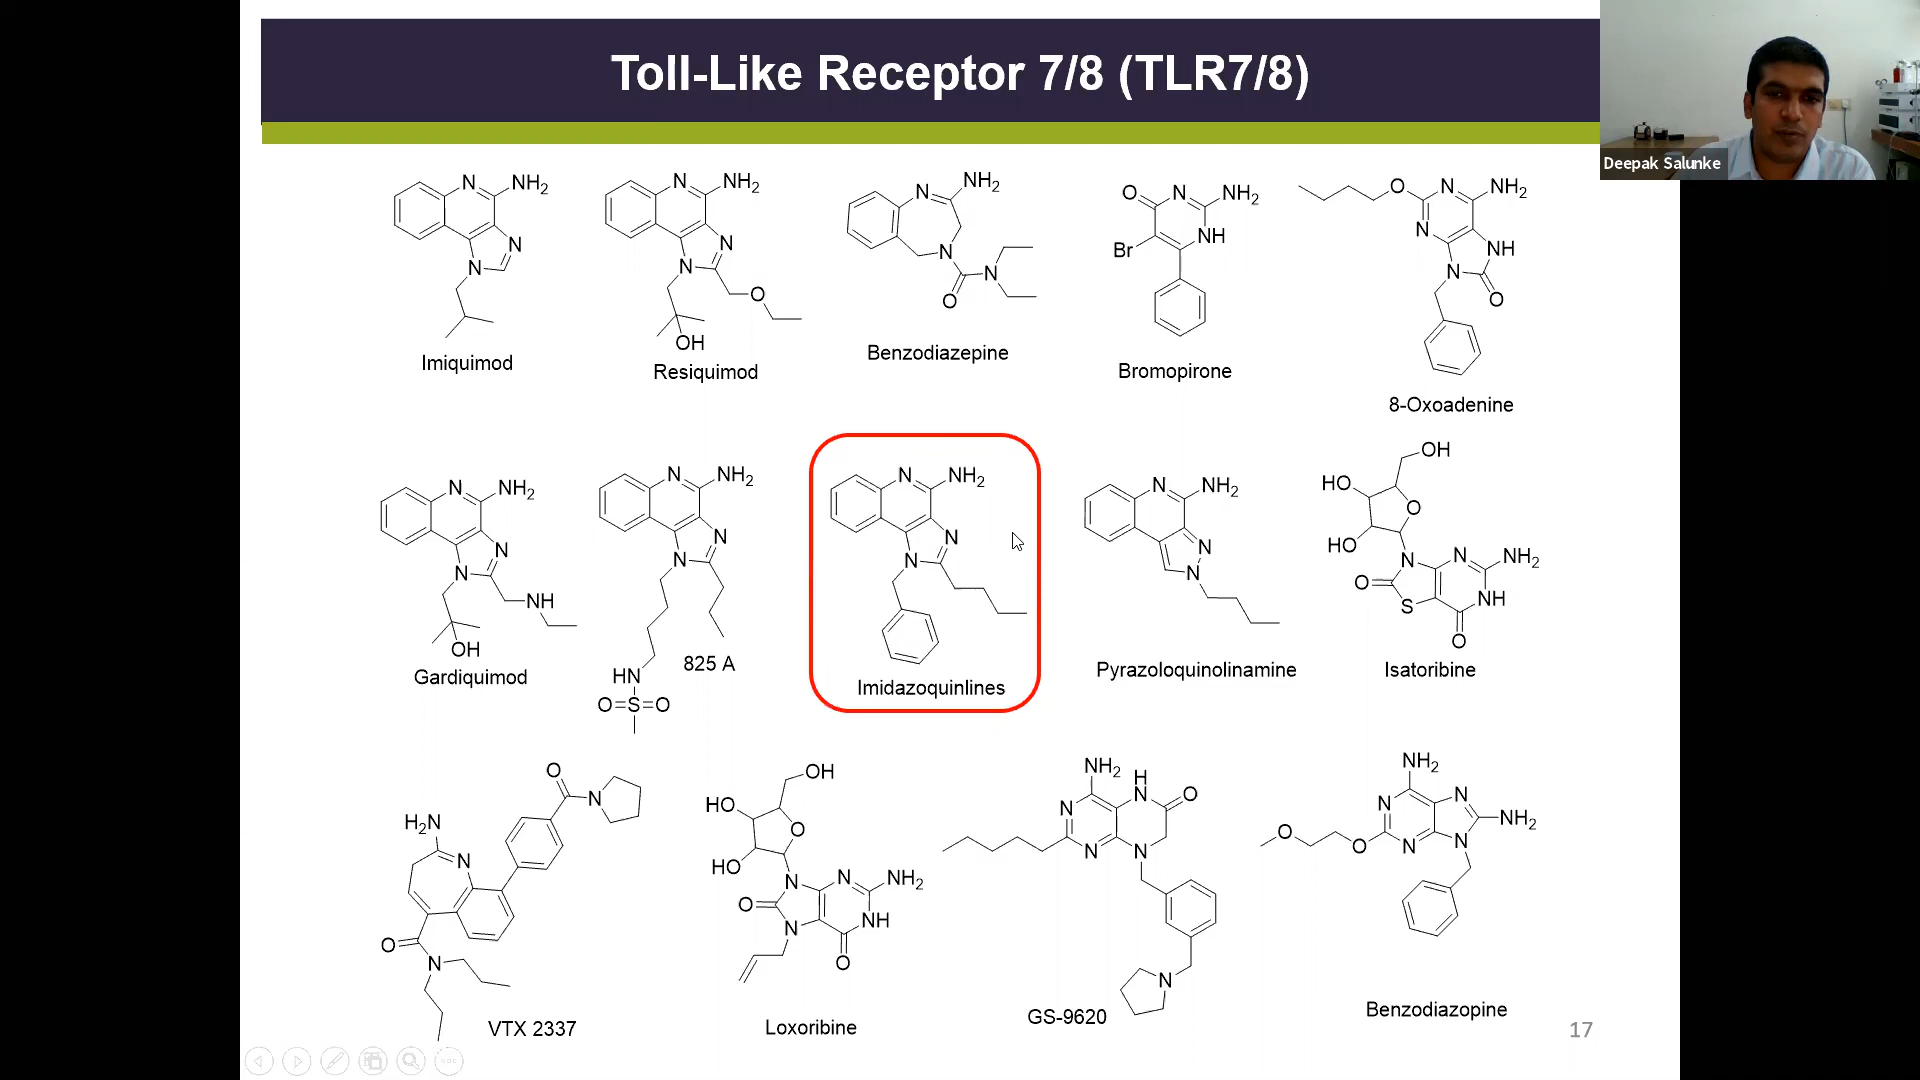 Toll-Like Receptor 7/8 (TLR7/8)
Deepak Salunke
N NH2 N N
Imiquimod
N NH2 N N O OH
Resiquimod
N NH2 N N O
Benzodiazepine
O N NH2 NH Br
Bromopirone
O N NH2 N NH N O
8-Oxoadenine
N NH2 N N NH OH
Gardiquimod
N NH2 N N HN O=S=O
825 A
N NH2 N N
Imidazoquinlines
N NH2 N N
Pyrazoloquinolinamine
OH HO O HO N N NH2 O NH S O
Isatoribine
O N H2N N O N
VTX 2337
OH HO O HO N N NH2 O N NH O
Loxoribine
NH2 H N N O N N N
GS-9620
NH2 N N NH2 O O N N
Benzodiazopine
17